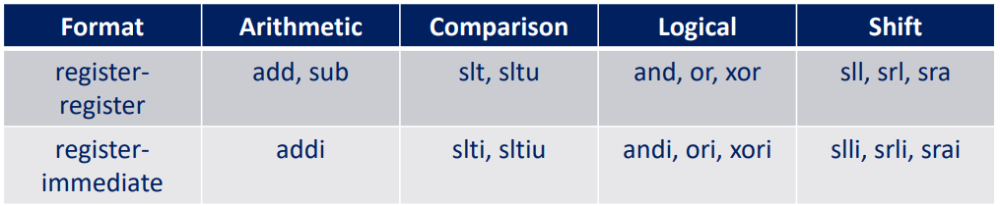 Format Arithmetic Comparison Logical Shift
register- add, sub slt, sltu and, or, xor sll, srl, sra
register
register- addi slti, sltiu andi, ori, xori slli, srli, srai
immediate